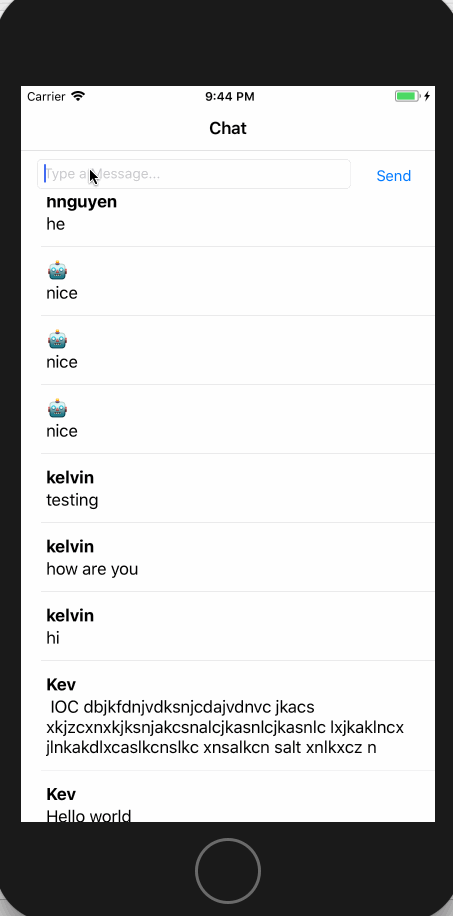 Carrier 9:44 PM
Chat
Type a Message... Send
hnguyen
he
nice
nice
nice
kelvin
testing
kelvin
how are you
kelvin
hi
Kev
IOC dbjkfdnjvdksnjcdajvdnvc jkacs
xkjzcxnxkjksnjakcsnalcjkasnlcjkasnlc lxjkaklncx
jlnkakdlxcaslkcnslkc xnsalkcn salt xnlkxcz n
Kev
Hello world